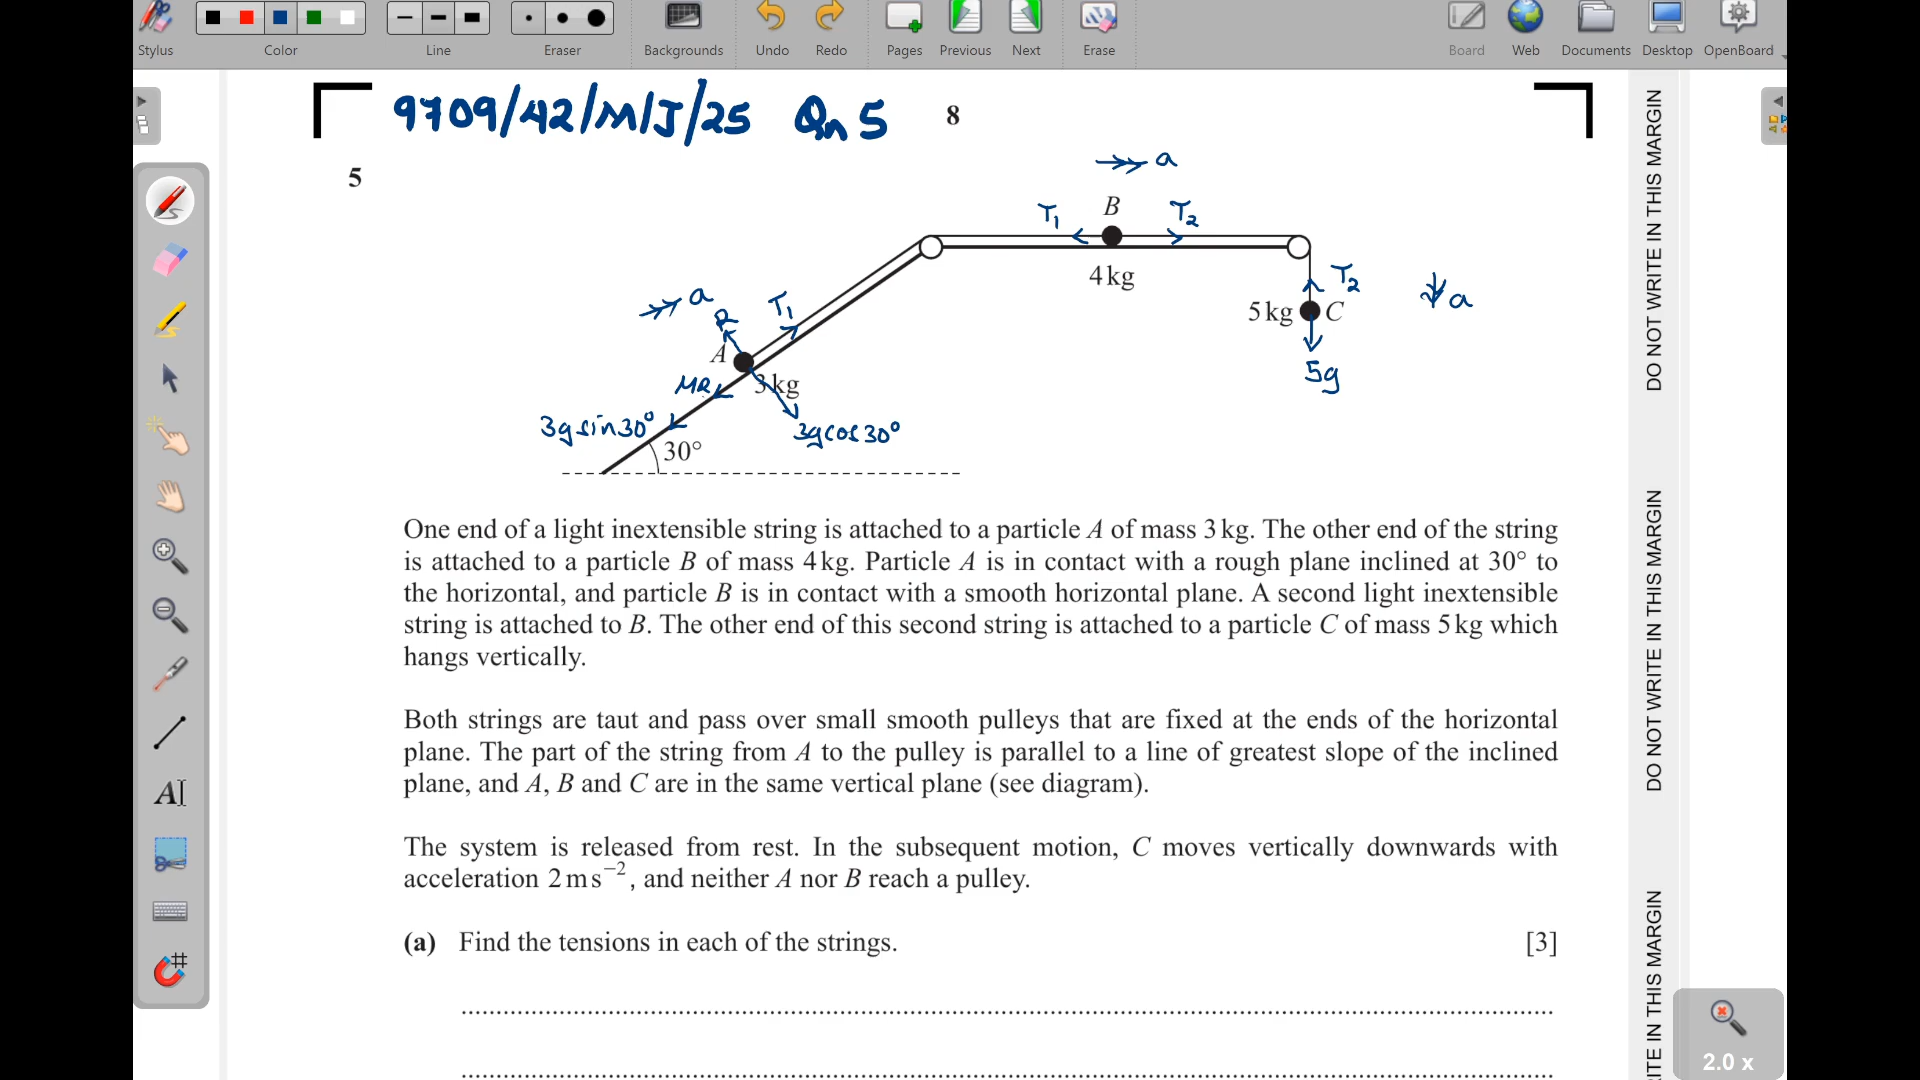 Stylus
Color
Line
Eraser
Backgrounds
Undo
Redo
Pages
Previous
Next
Erase
Board
Web
Documents
Desktop
OpenBoard
9709/42/M/J/25 Qn 5
8
5
a
T1
B
T2
4 kg
T2
a
5 kg
C
5g
a
T1
R
A
3 kg
μR
3gsin30°
3gcos30°
30°
One end of a light inextensible string is attached to a particle A of mass 3 kg. The other end of the string
is attached to a particle B of mass 4 kg. Particle A is in contact with a rough plane inclined at 30° to
the horizontal, and particle B is in contact with a smooth horizontal plane. A second light inextensible
string is attached to B. The other end of this second string is attached to a particle C of mass 5 kg which
hangs vertically.
Both strings are taut and pass over small smooth pulleys that are fixed at the ends of the horizontal
plane. The part of the string from A to the pulley is parallel to a line of greatest slope of the inclined
plane, and A, B and C are in the same vertical plane (see diagram).
The system is released from rest. In the subsequent motion, C moves vertically downwards with
acceleration 2 m s⁻², and neither A nor B reach a pulley.
(a) Find the tensions in each of the strings. [3]
DO NOT WRITE IN THIS MARGIN
DO NOT WRITE IN THIS MARGIN
ITE IN THIS MARGIN
AI
2.0 x